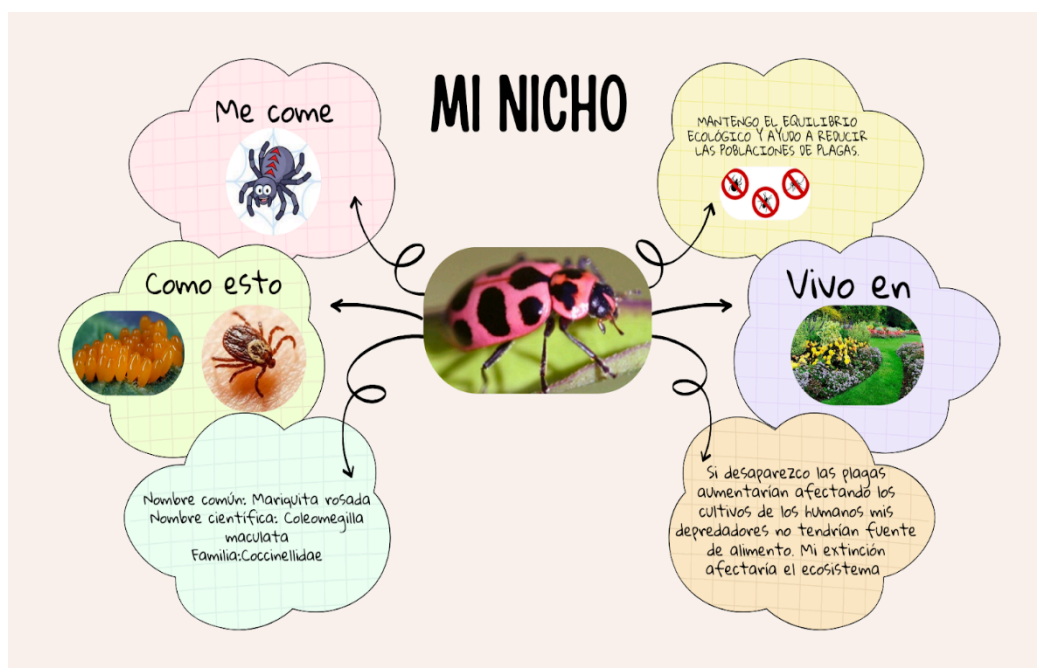 MI NICHO
Me come
Como esto
Nombre común: Mariquita rosada
Nombre científica: Coleomegilla
maculata
Familia:Coccinellidae
MANTENGO EL EQUILIBRIO
ECOLÓGICO Y AYUDO A REDUCIR
LAS POBLACIONES DE PLAGAS.
Vivo en
Si desaparezco las plagas
aumentarían afectando los
cultivos de los humanos mis
depredadores no tendrían fuente
de alimento. Mi extinción
afectaría el ecosistema